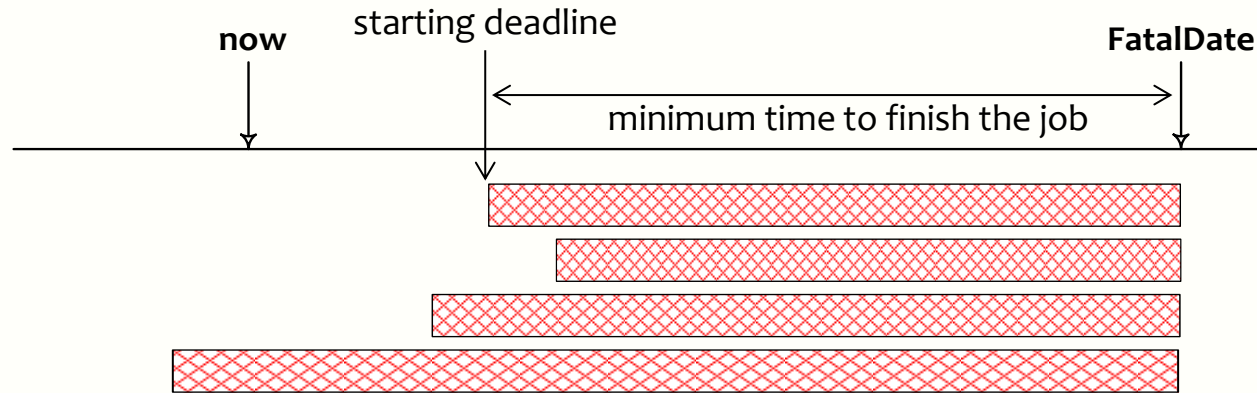 starting deadline
now
FatalDate
minimum time to finish the job